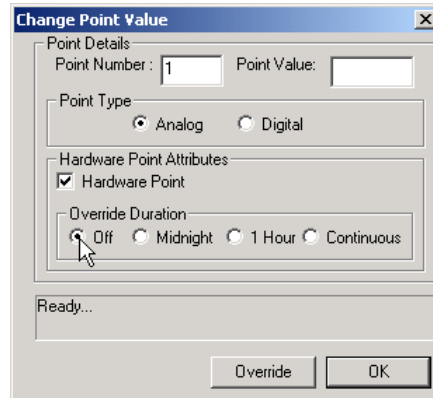 Change Point Value
Point Details
Point Number : 1 Point Value:
Point Type
Analog Digital
Hardware Point Attributes
Hardware Point
Override Duration
Off Midnight 1 Hour Continuous
Ready...
Override OK